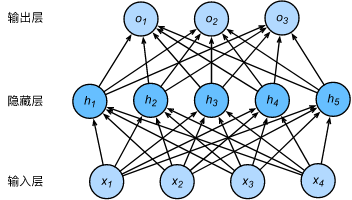 输出层 o1 o2 o3
隐藏层 h1 h2 h3 h4 h5
输入层 x1 x2 x3 x4